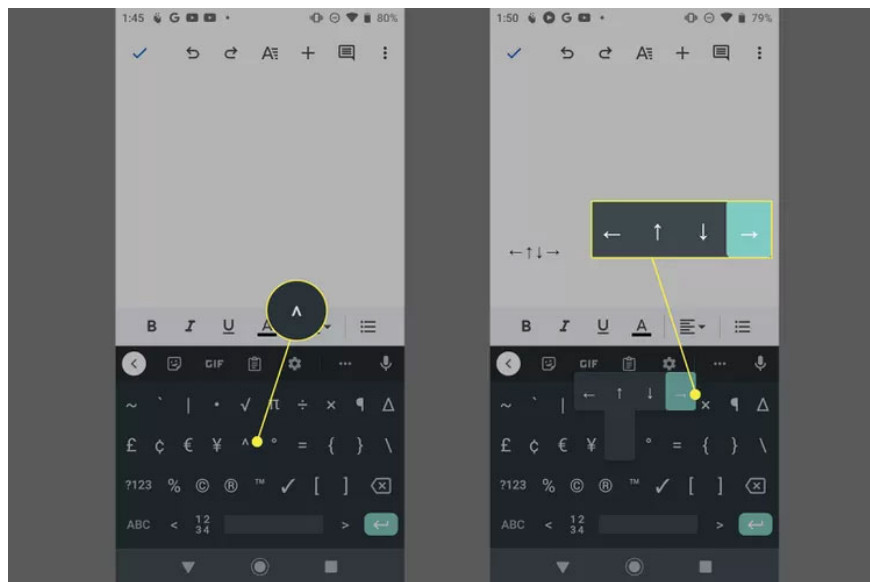 1:45 G 80%
A
^
B I U A
GIF
~ ` | • √ π ÷ × ¶ Δ
£ ¢ € ¥ ^ ° = { } \
?123 % © ® ™ ✓ [ ]
ABC < 12 34 >
1:50 G 79%
A
← ↑ ↓ →
←↑↓→
B I U A
GIF
← ↑ ↓ →
~ ` | × ¶ Δ
£ ¢ € ¥ ° = { } \
?123 % © ® ™ ✓ [ ]
ABC < 12 34 >